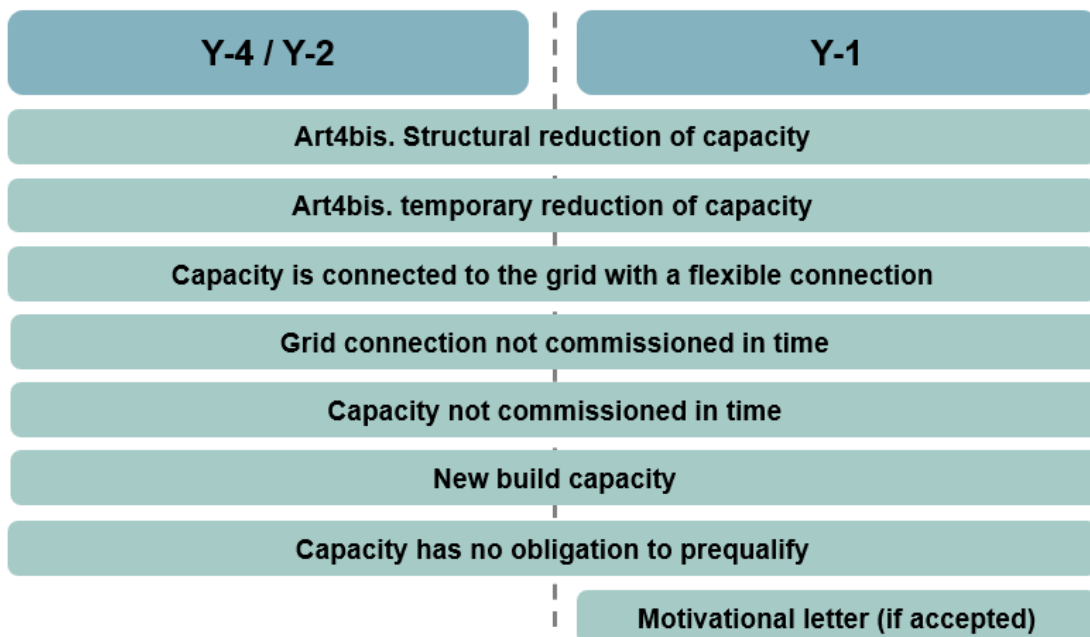 Y-4 / Y-2
Y-1
Art4bis. Structural reduction of capacity
Art4bis. temporary reduction of capacity
Capacity is connected to the grid with a flexible connection
Grid connection not commissioned in time
Capacity not commissioned in time
New build capacity
Capacity has no obligation to prequalify
Motivational letter (if accepted)